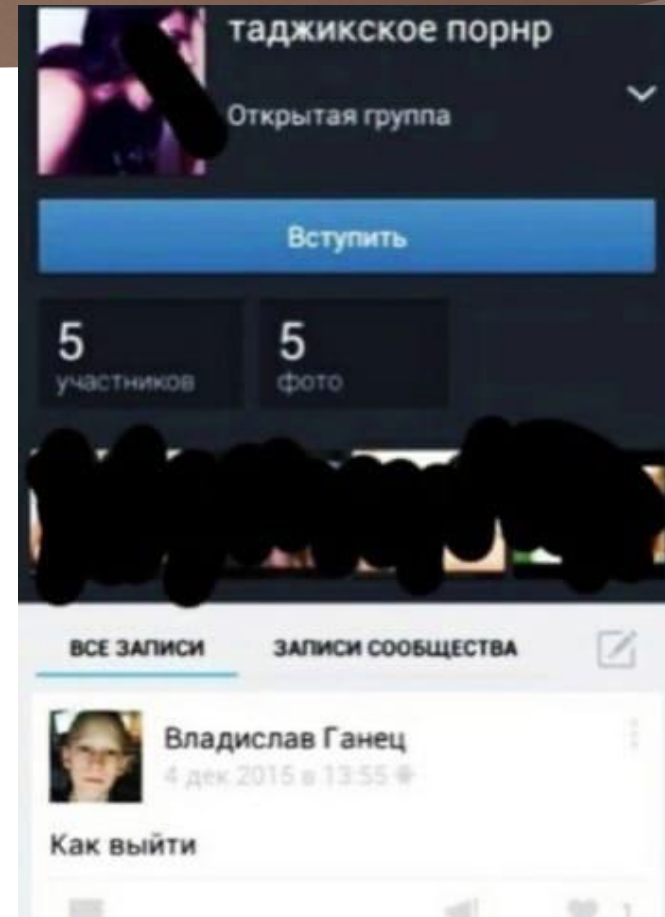 таджикское порнр
Открытая группа
Вступить
5
участников
5
фото
ВСЕ ЗАПИСИ
ЗАПИСИ СООБЩЕСТВА
Владислав Ганец
4 дек 2015 в 13:55
Как выйти
1